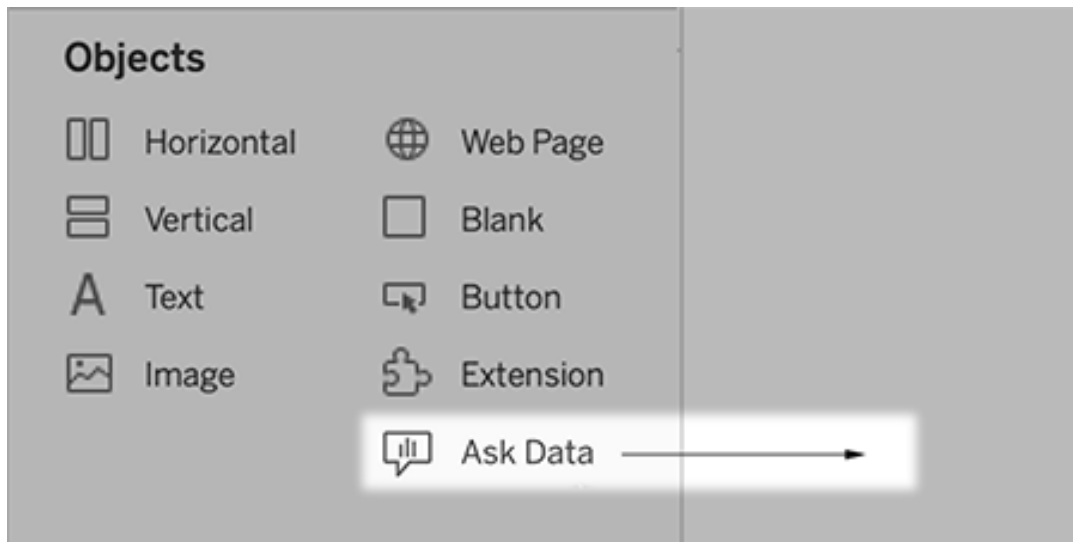 Objects
Horizontal
Web Page
Vertical
Blank
Text
Button
Image
Extension
Ask Data